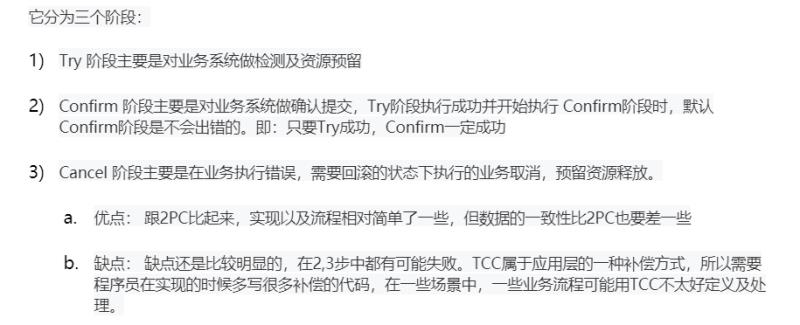 它分为三个阶段：
1) Try 阶段主要是对业务系统做检测及资源预留
2) Confirm 阶段主要是对业务系统做确认提交，Try阶段执行成功并开始执行 Confirm阶段时，默认
Confirm阶段是不会出错的。即：只要Try成功，Confirm一定成功
3) Cancel 阶段主要是在业务执行错误，需要回滚的状态下执行的业务取消，预留资源释放。
a. 优点： 跟2PC比起来，实现以及流程相对简单了一些，但数据的一致性比2PC也要差一些
b. 缺点： 缺点还是比较明显的，在2,3步中都有可能失败。TCC属于应用层的一种补偿方式，所以需要
程序员在实现的时候多写很多补偿的代码，在一些场景中，一些业务流程可能用TCC不太好定义及处
理。